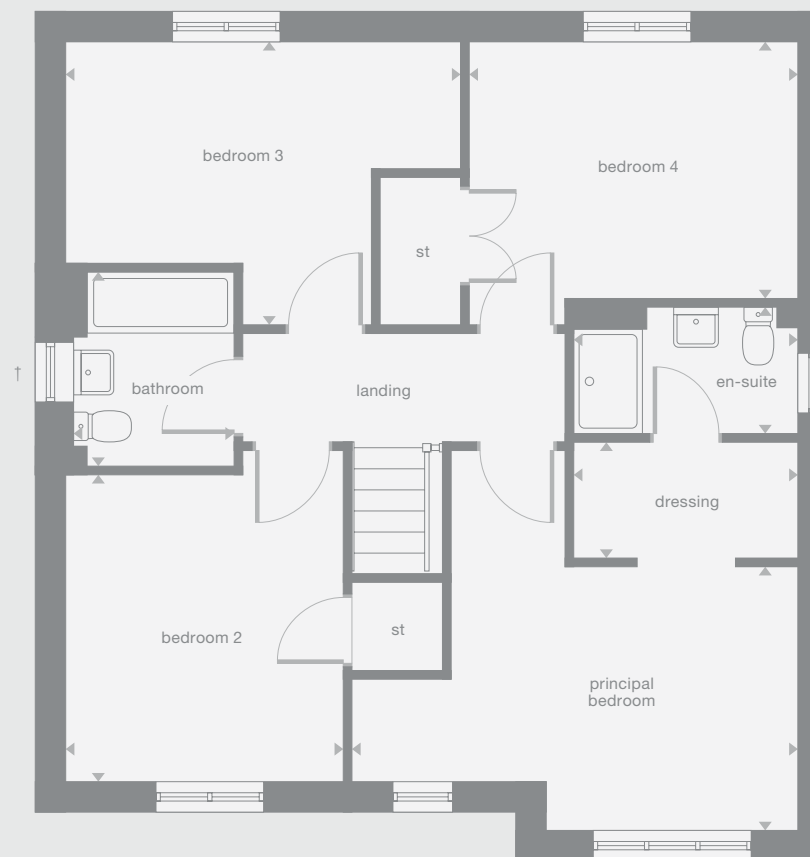 bedroom 3
bedroom 4
st
†
bathroom
landing
en-suite
dressing
bedroom 2
st
principal
bedroom